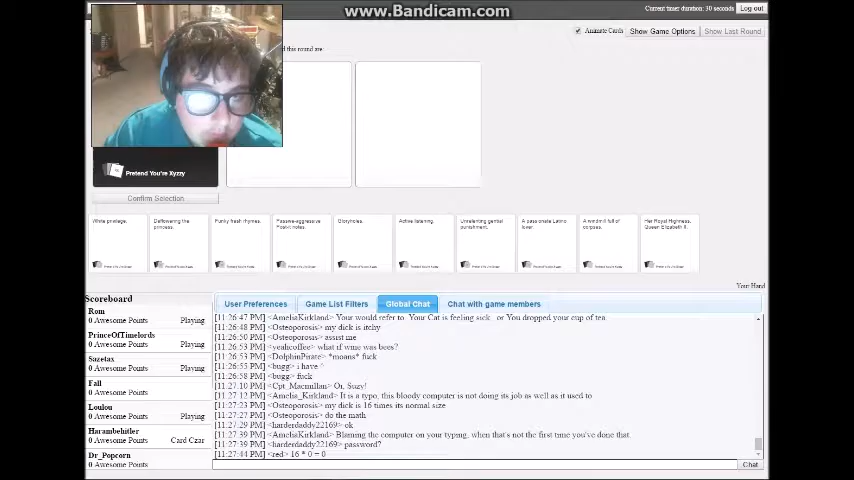 www.Bandicam.com
Current timer duration: 30 seconds
Log out
Animate Cards
Show Game Options
Show Last Round
d this round are:
Pretend You're Xyzzy
Confirm Selection
White privilege.
Deflowering the princess.
Funky fresh rhymes.
Passive-aggressive Post-it notes.
Gloryholes.
Active listening.
Unrelenting genital punishment.
A passionate Latino lover.
A windmill full of corpses.
Her Royal Highness, Queen Elizabeth II.
Your Hand
Scoreboard
Rom
0 Awesome Points Playing
PrinceOfTimelords
0 Awesome Points Playing
Sazetax
0 Awesome Points Playing
Fail
0 Awesome Points
Loulou
0 Awesome Points Playing
Harambehitler
0 Awesome Points Card Czar
Dr_Popcorn
0 Awesome Points
User Preferences
Game List Filters
Global Chat
Chat with game members
[11:26:47 PM] <AmeliaKirkland> Your would refer to Your Cat is feeling sick or You dropped your cup of tea
[11:26:48 PM] <Osteoporosis> my dick is itchy
[11:26:50 PM] <Osteoporosis> assist me
[11:26:53 PM] <yeahcoffee> what if wine was bees?
[11:26:53 PM] <DolphinPirate> *moans* fuck
[11:26:55 PM] <bugg> i have ^
[11:26:58 PM] <bugg> fuck
[11:27:10 PM] <Cpt_Macmullan> Oi, Suzy!
[11:27:12 PM] <Amelia_Kirkland> It is a typo, this bloody computer is not doing its job as well as it used to
[11:27:23 PM] <Osteoporosis> my dick is 16 times its normal size
[11:27:27 PM] <Osteoporosis> do the math
[11:27:29 PM] <harderdaddy22169> ok
[11:27:39 PM] <AmeliaKirkland> Blaming the computer on your typing, when that's not the first time you've done that.
[11:27:39 PM] <harderdaddy22169> password?
[11:27:44 PM] <red> 16 * 0 = 0
Chat